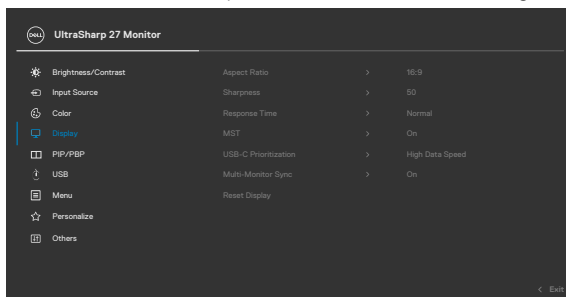 DELL UltraSharp 27 Monitor
Brightness/Contrast Aspect Ratio > 16:9
Input Source Sharpness > 50
Color Response Time > Normal
Display MST > On
PIP/PBP USB-C Prioritization > High Data Speed
USB Multi-Monitor Sync > On
Menu Reset Display
Personalize
Others
< Exit